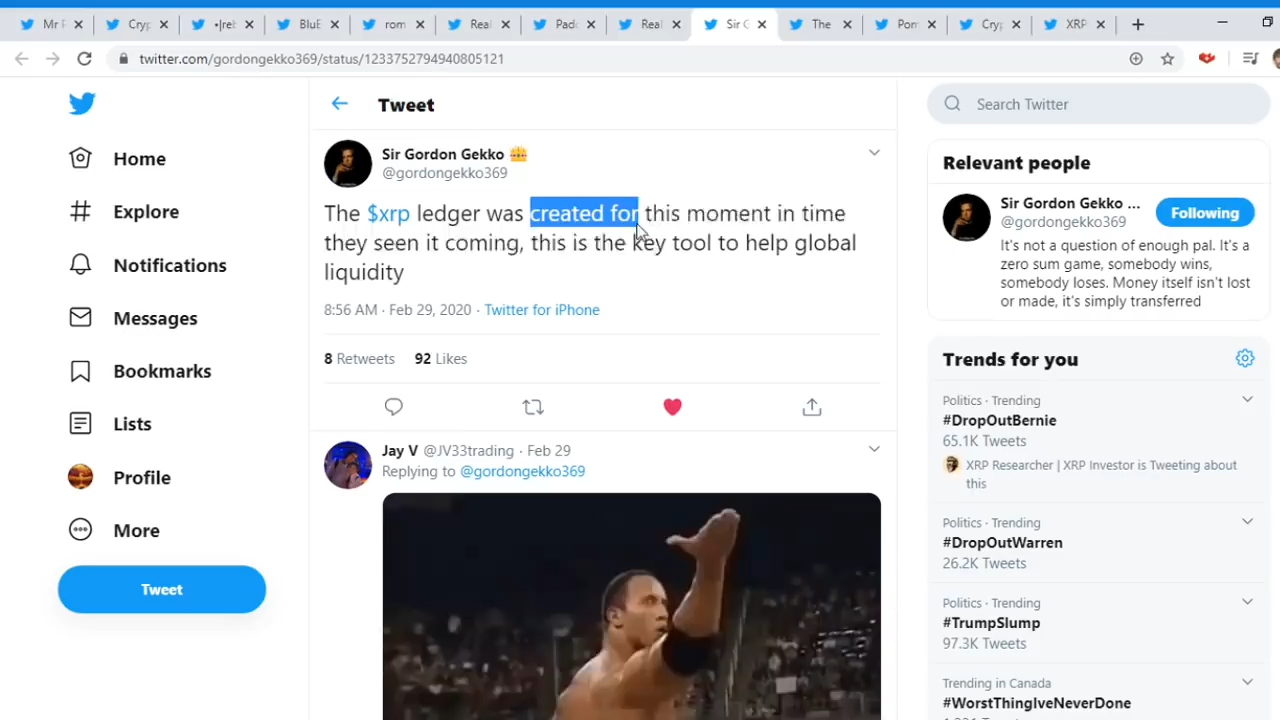 Mr P
Cryp
•|re
BluE
rom
Real
Pado
Real
Sir G
The
Pom
Cryp
XRP
twitter.com/gordongekko369/status/1233752794940805121
Home
Explore
Notifications
Messages
Bookmarks
Lists
Profile
More
Tweet
Tweet
Sir Gordon Gekko 👑
@gordongekko369
The $xrp ledger was created for this moment in time
they seen it coming, this is the key tool to help global
liquidity
8:56 AM · Feb 29, 2020 · Twitter for iPhone
8 Retweets 92 Likes
Jay V @JV33trading · Feb 29
Replying to @gordongekko369
Search Twitter
Relevant people
Sir Gordon Gekko ...
@gordongekko369
Following
It's not a question of enough pal. It's a
zero sum game, somebody wins,
somebody loses. Money itself isn't lost
or made, it's simply transferred
Trends for you
Politics · Trending
#DropOutBernie
65.1K Tweets
XRP Researcher | XRP Investor is Tweeting about
this
Politics · Trending
#DropOutWarren
26.2K Tweets
Politics · Trending
#TrumpSlump
97.3K Tweets
Trending in Canada
#WorstThingIveNeverDone